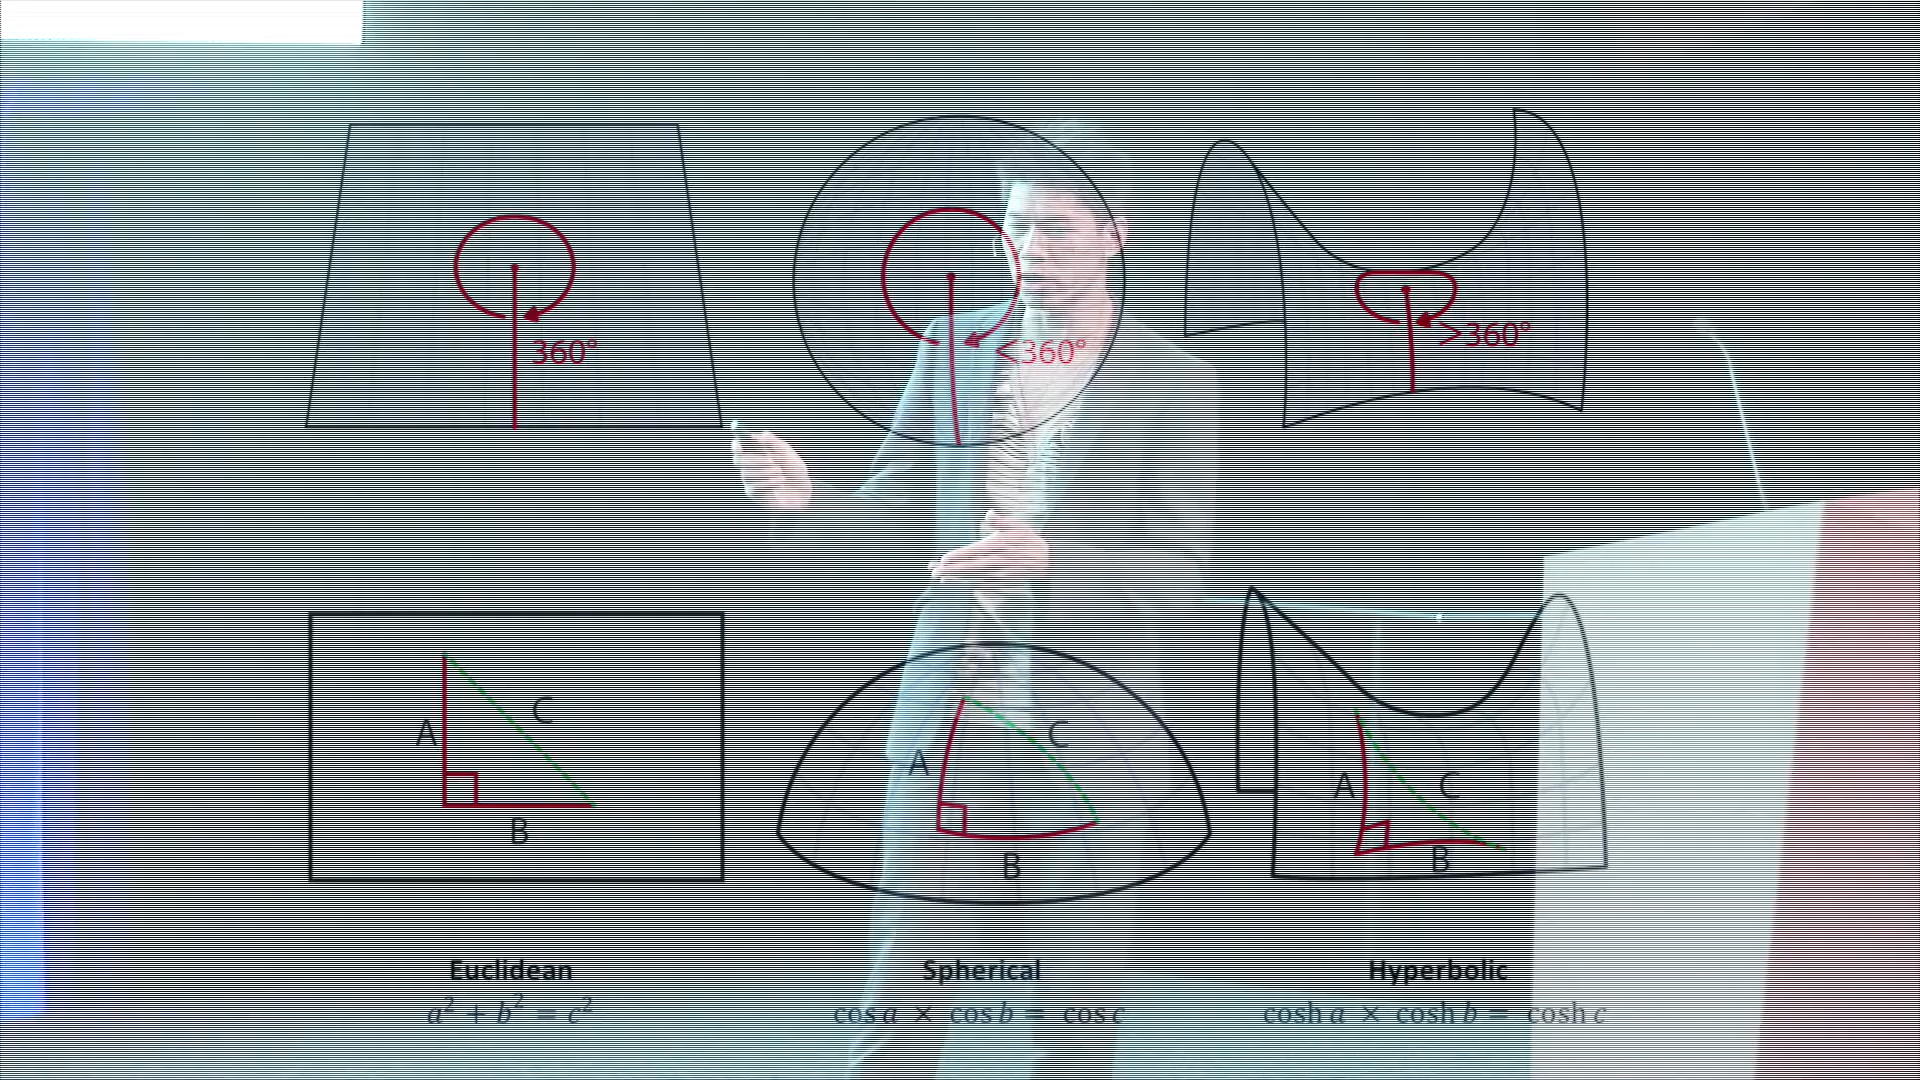 360°
<360°
>360°
A
C
B
A
C
B
A
C
B
Euclidean
a² + b² = c²
Spherical
cos a × cos b = cos c
Hyperbolic
cosh a × cosh b = cosh c